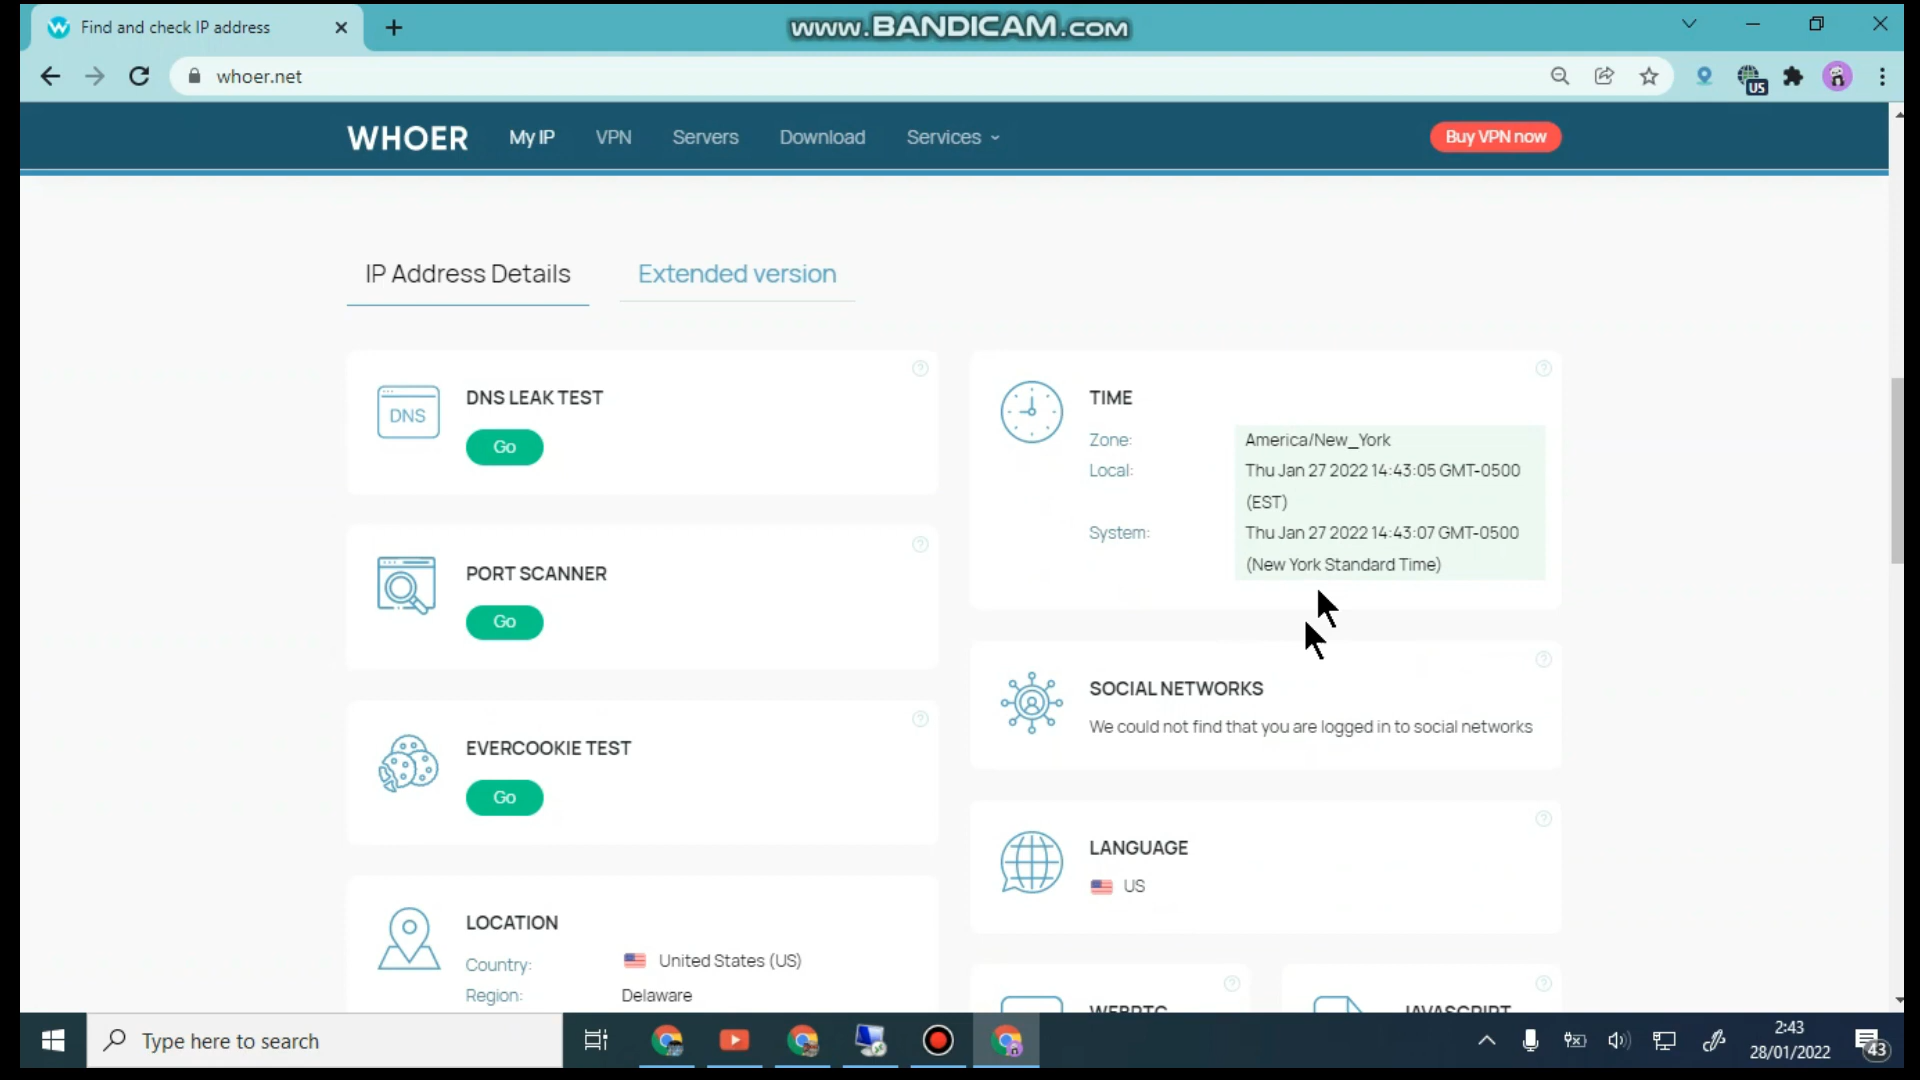 Find and check IP address
www.BANDICAM.com
whoer.net
US
WHOER
My IP
VPN
Servers
Download
Services
Buy VPN now
IP Address Details
Extended version
DNS
DNS LEAK TEST
Go
PORT SCANNER
Go
EVERCOOKIE TEST
Go
LOCATION
Country:
United States (US)
Region:
Delaware
TIME
Zone:
America/New_York
Local:
Thu Jan 27 2022 14:43:05 GMT-0500
(EST)
System:
Thu Jan 27 2022 14:43:07 GMT-0500
(New York Standard Time)
SOCIAL NETWORKS
We could not find that you are logged in to social networks
LANGUAGE
US
WEBRTC
JAVASCRIPT
Type here to search
2:43
28/01/2022
43